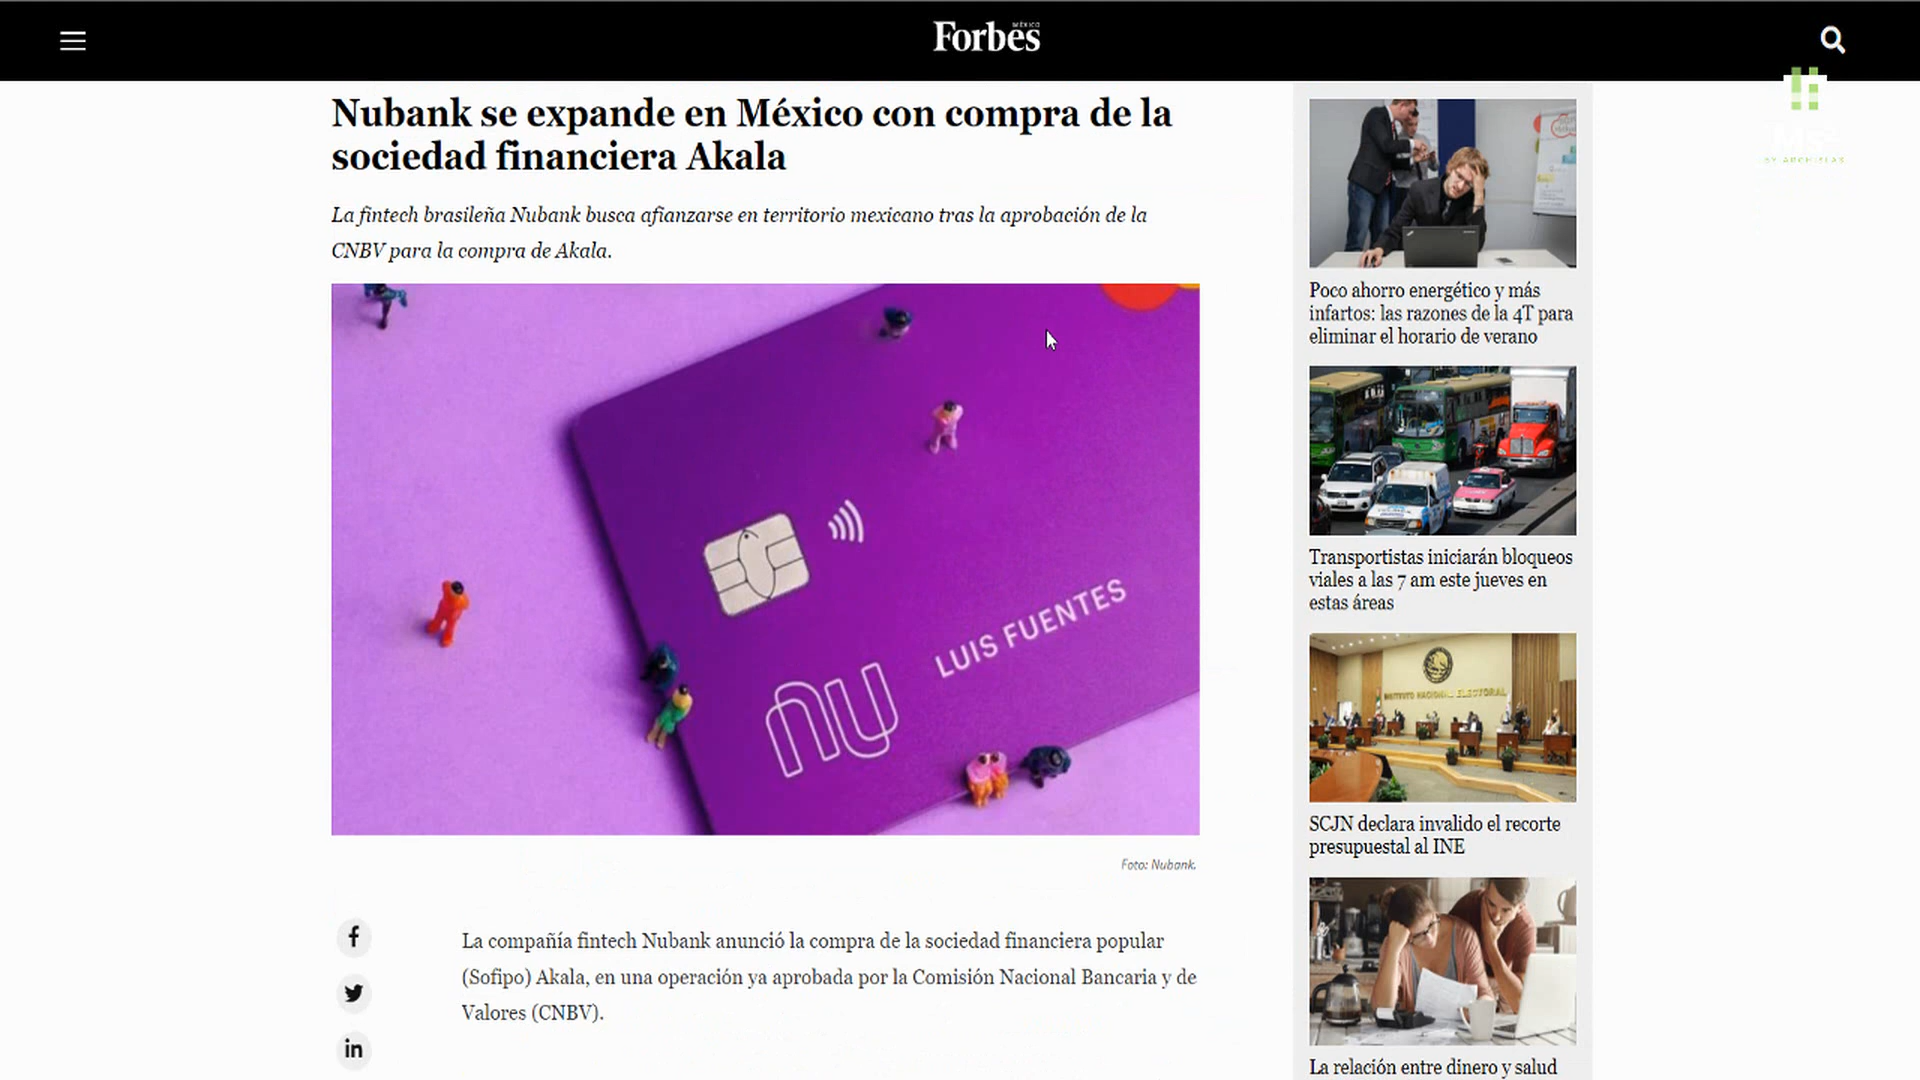 Forbes
MÉXICO
Nubank se expande en México con compra de la
sociedad financiera Akala
La fintech brasileña Nubank busca afianzarse en territorio mexicano tras la aprobación de la
CNBV para la compra de Akala.
LUIS FUENTES
nu
Foto: Nubank.
La compañía fintech Nubank anunció la compra de la sociedad financiera popular
(Sofipo) Akala, en una operación ya aprobada por la Comisión Nacional Bancaria y de
Valores (CNBV).
Poco ahorro energético y más
infartos: las razones de la 4T para
eliminar el horario de verano
Transportistas iniciarán bloqueos
viales a las 7 am este jueves en
estas áreas
INSTITUTO NACIONAL ELECTORAL
SCJN declara invalido el recorte
presupuestal al INE
La relación entre dinero y salud